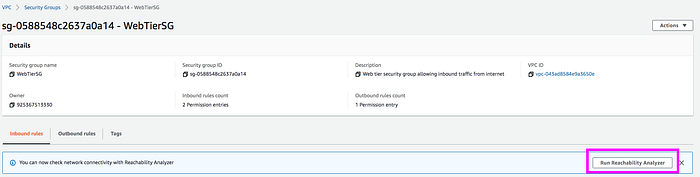 VPC > Security Groups > sg-0588548c2637a0a14 - WebTierSG
sg-0588548c2637a0a14 - WebTierSG
Actions
Details
Security group name
WebTierSG
Security group ID
sg-0588548c2637a0a14
Description
Web tier security group allowing inbound traffic from internet
VPC ID
vpc-043ad8584e9a3650e
Owner
925367513330
Inbound rules count
2 Permission entries
Outbound rules count
1 Permission entry
Inbound rules
Outbound rules
Tags
You can now check network connectivity with Reachability Analyzer
Run Reachability Analyzer